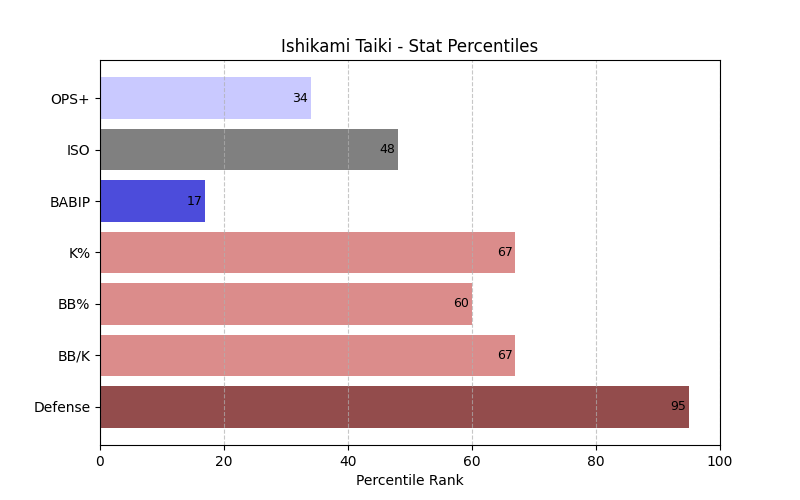 Ishikami Taiki - Stat Percentiles
OPS+ 34
ISO 48
BABIP 17
K% 67
BB% 60
BB/K 67
Defense 95
0 20 40 60 80 100
Percentile Rank